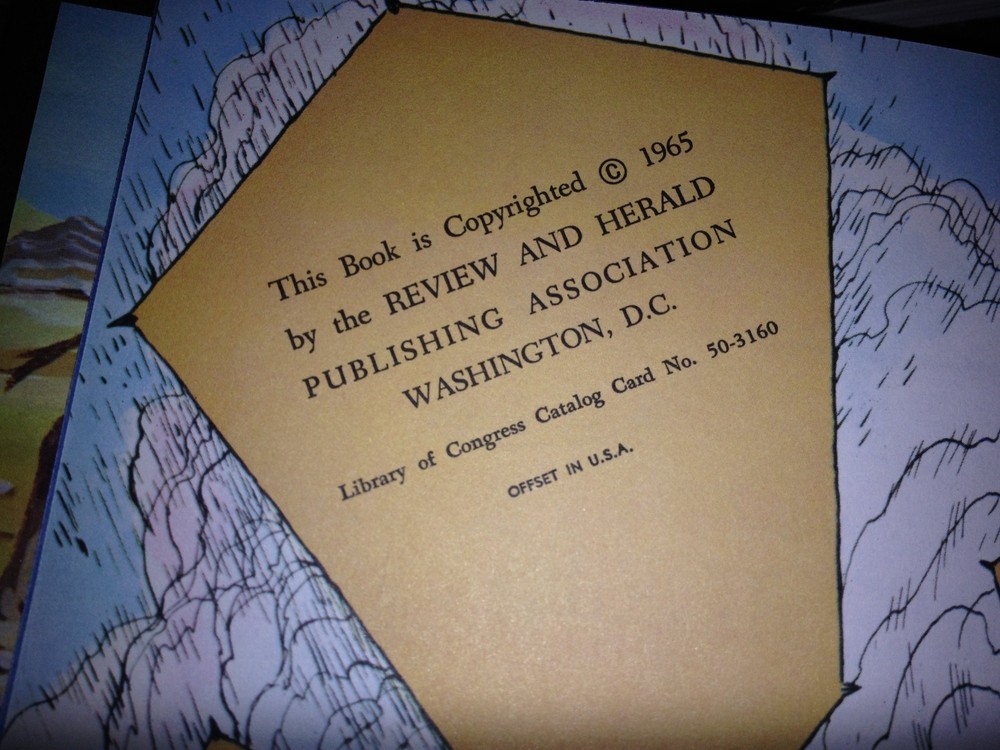 This Book is Copyrighted © 1965
by the REVIEW AND HERALD
PUBLISHING ASSOCIATION
WASHINGTON, D.C.
Library of Congress Catalog Card No. 50-3160
OFFSET IN U.S.A.